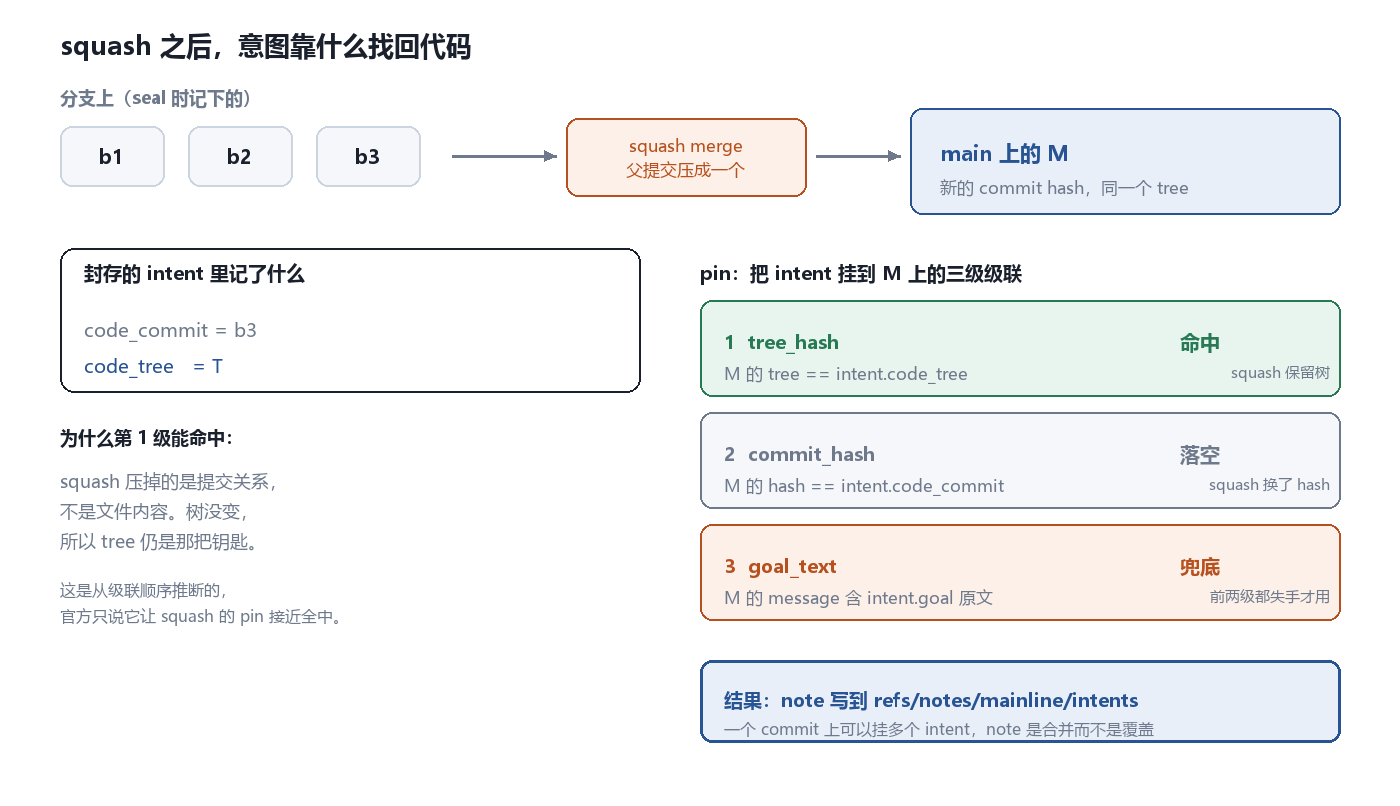 squash 之后，意图靠什么找回代码
分支上（seal 时记下的）
b1
b2
b3
squash merge
父提交压成一个
main 上的 M
新的 commit hash，同一个 tree
封存的 intent 里记了什么
code_commit = b3
code_tree = T
为什么第 1 级能命中：
squash 压掉的是提交关系，
不是文件内容。树没变，
所以 tree 仍是那把钥匙。
这是从级联顺序推断的，
官方只说它让 squash 的 pin 接近全中。
pin：把 intent 挂到 M 上的三级级联
1 tree_hash
命中
M 的 tree == intent.code_tree
squash 保留树
2 commit_hash
落空
M 的 hash == intent.code_commit
squash 换了 hash
3 goal_text
兜底
M 的 message 含 intent.goal 原文
前两级都失手才用
结果：note 写到 refs/notes/mainline/intents
一个 commit 上可以挂多个 intent，note 是合并而不是覆盖